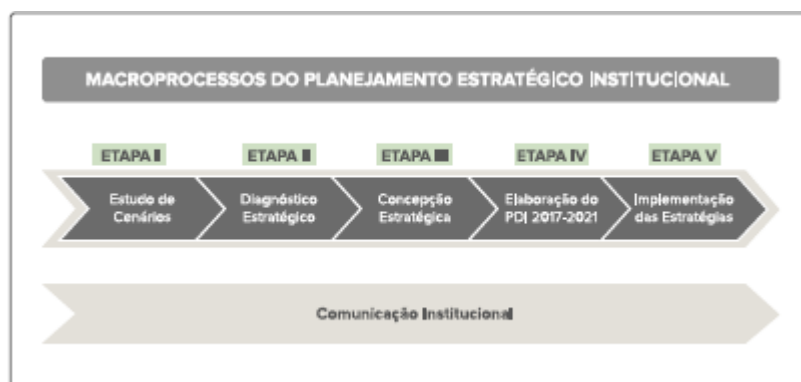 MACROPROCESSOS DO PLANEJAMENTO ESTRATÉGICO INSTITUCIONAL
ETAPA I
ETAPA II
ETAPA III
ETAPA IV
ETAPA V
Estudo de
Cenários
Diagnóstico
Estratégico
Concepção
Estratégica
Elaboração do
PDI 2017-2021
Implementação
das Estratégias
Comunicação Institucional